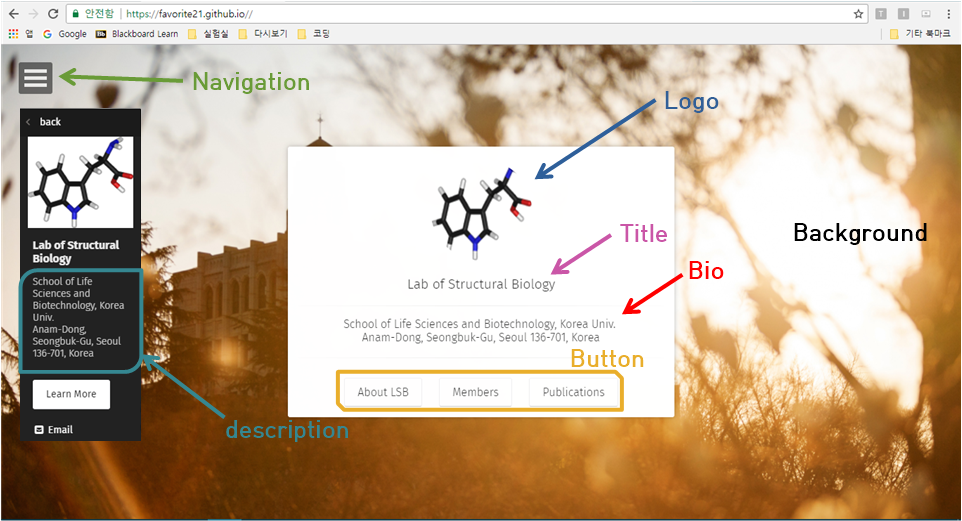 안전함 | https://favorite21.github.io//
앱 Google Blackboard Learn 실험실 다시보기 코딩 기타 북마크
Navigation
back
Logo
Title
Background
Lab of Structural
Biology
Bio
Lab of Structural Biology
School of Life
Sciences and
Biotechnology, Korea
Univ.
Anam-Dong,
Seongbuk-Gu, Seoul
136-701, Korea
School of Life Sciences and Biotechnology, Korea Univ.
Anam-Dong, Seongbuk-Gu, Seoul 136-701, Korea
Button
Learn More
About LSB Members Publications
Email
description